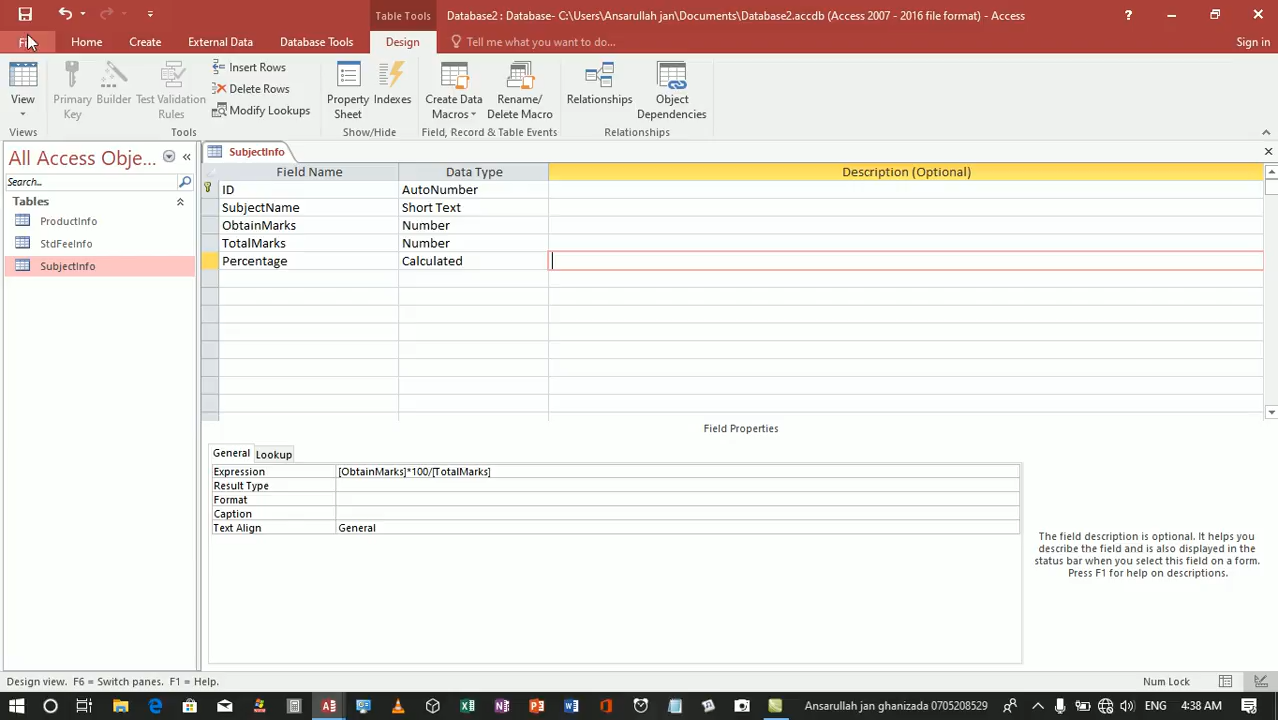 Table Tools
Database2 : Database- C:\Users\Ansarullah jan\Documents\Database2.accdb (Access 2007 - 2016 file format) - Access
?
Home
Create
External Data
Database Tools
Design
Tell me what you want to do...
Sign in
View
Primary Key
Builder
Test Validation Rules
Insert Rows
Delete Rows
Modify Lookups
Property Sheet
Indexes
Create Data Macros
Rename/ Delete Macro
Relationships
Object Dependencies
Views
Tools
Show/Hide
Field, Record & Table Events
Relationships
All Access Obje...
Search...
Tables
ProductInfo
StdFeeInfo
SubjectInfo
SubjectInfo
Field Name Data Type Description (Optional)
ID AutoNumber
SubjectName Short Text
ObtainMarks Number
TotalMarks Number
Percentage Calculated
Field Properties
General Lookup
Expression [ObtainMarks]*100/[TotalMarks]
Result Type
Format
Caption
Text Align General
The field description is optional. It helps you
describe the field and is also displayed in the
status bar when you select this field on a form.
Press F1 for help on descriptions.
Design view. F6 = Switch panes. F1 = Help.
Num Lock
Ansarullah jan ghanizada 0705208529
ENG
4:38 AM